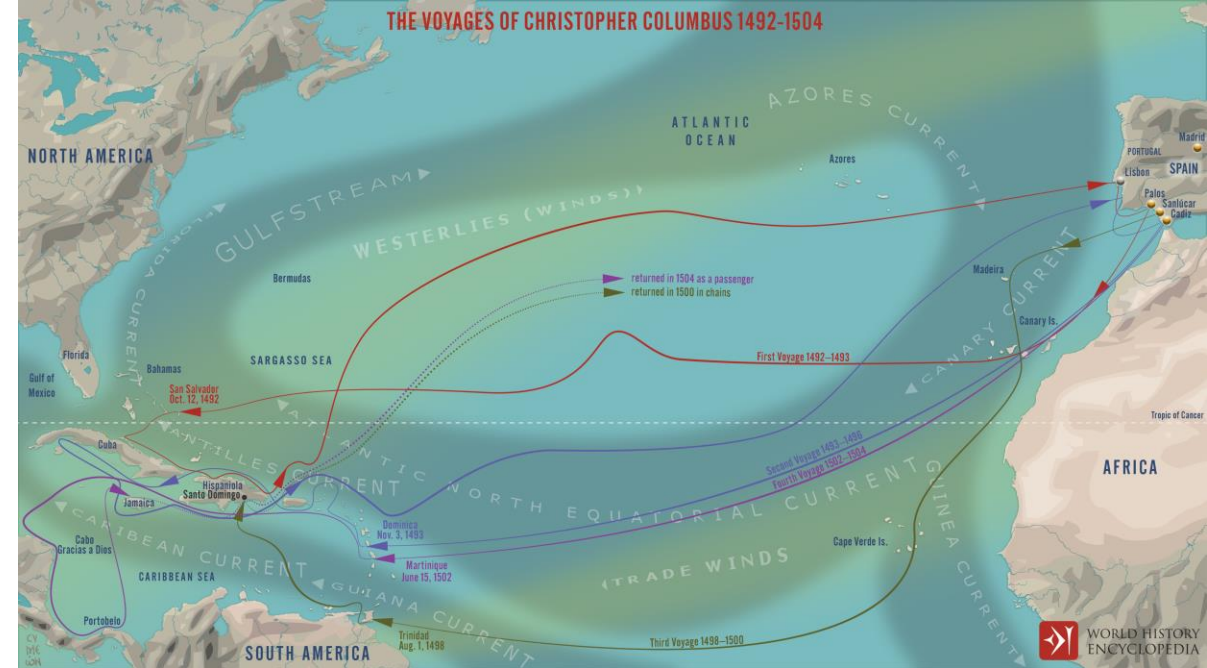 THE VOYAGES OF CHRISTOPHER COLUMBUS 1492-1504
AZORES CURRENT
ATLANTIC
OCEAN
NORTH AMERICA
Azores
Madrid
PORTUGAL
SPAIN
Lisbon
Palos
Sanlúcar
Cadiz
GULFSTREAM
WESTERLIES (WINDS)
FLORIDA CURRENT
Bermudas
returned in 1504 as a passenger
returned in 1500 in chains
Madeira
Canary Is.
CANARY CURRENT
Florida
Gulf of
Mexico
Bahamas
SARGASSO SEA
First Voyage 1492–1493
San Salvador
Oct. 12, 1492
Tropic of Cancer
Cuba
ANTILLES CURRENT
ATLANTIC NORTH EQUATORIAL CURRENT
Second Voyage 1493–1496
Fourth Voyage 1502–1504
AFRICA
GUINEA CURRENT
Hispaniola
Santo Domingo
Jamaica
Dominica
Nov. 3, 1493
Cabo
Gracias a Dios
CARIBBEAN CURRENT
Cape Verde Is.
Martinique
June 15, 1502
(TRADE WINDS
CARIBBEAN SEA
GUIANA CURRENT
Portobelo
Trinidad
Aug. 1, 1498
Third Voyage 1498–1500
SOUTH AMERICA
WORLD HISTORY
ENCYCLOPEDIA